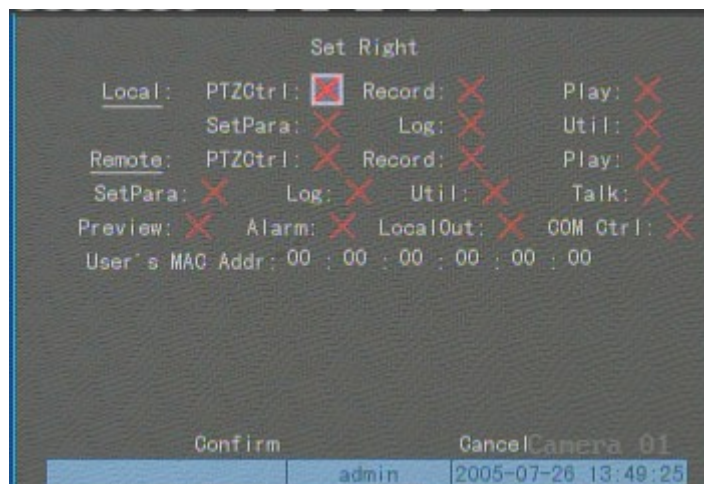 Set Right
Local: PTZCtrl: Record: Play:
SetPara: Log: Util:
Remote: PTZCtrl: Record: Play:
SetPara: Log: Util: Talk:
Preview: Alarm: LocalOut: COM Ctrl:
User's MAC Addr: 00 : 00 : 00 : 00 : 00 : 00
Confirm Cancel Camera 01
admin 2005-07-26 13:49:25